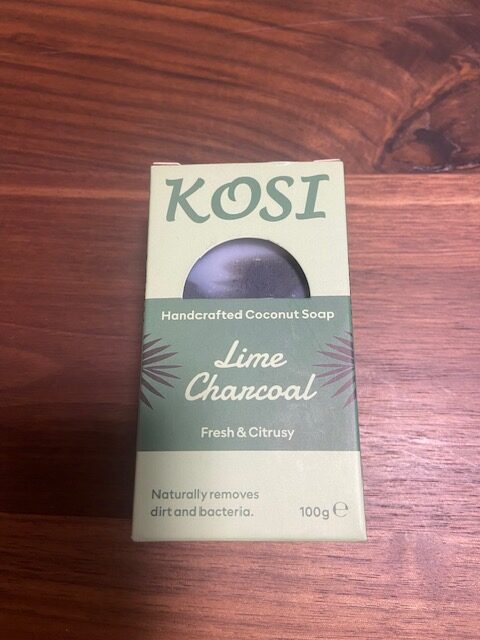 KOSI
Handcrafted Coconut Soap
Lime
Charcoal
Fresh & Citrusy
Naturally removes
dirt and bacteria.
100g ℮